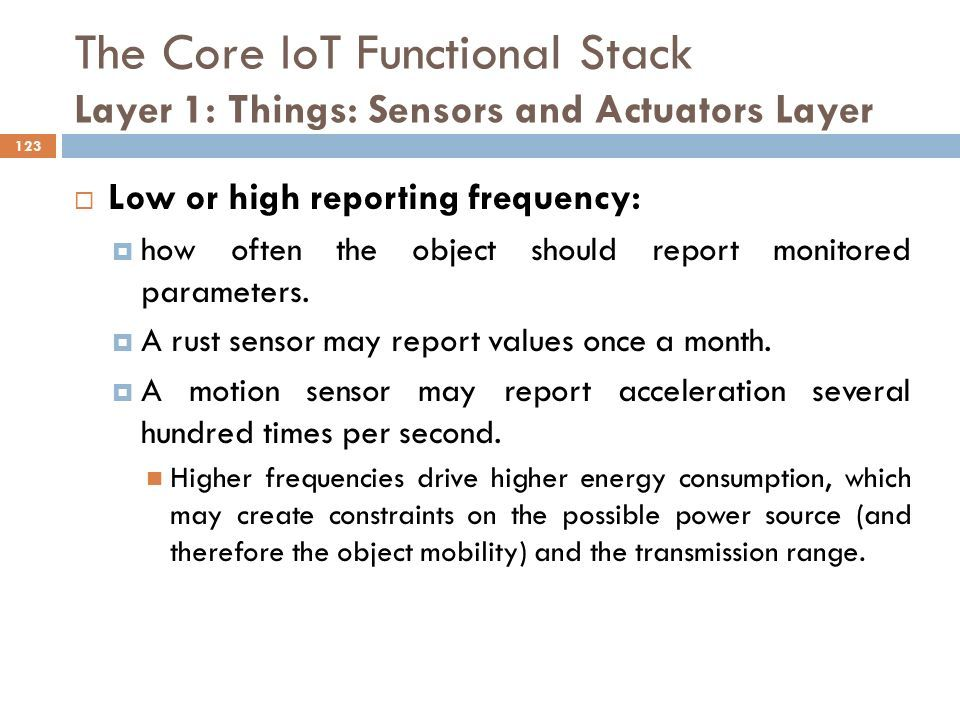 The Core IoT Functional Stack
Layer 1: Things: Sensors and Actuators Layer
123
Low or high reporting frequency:
how often the object should report monitored
parameters.
A rust sensor may report values once a month.
A motion sensor may report acceleration several
hundred times per second.
Higher frequencies drive higher energy consumption, which
may create constraints on the possible power source (and
therefore the object mobility) and the transmission range.